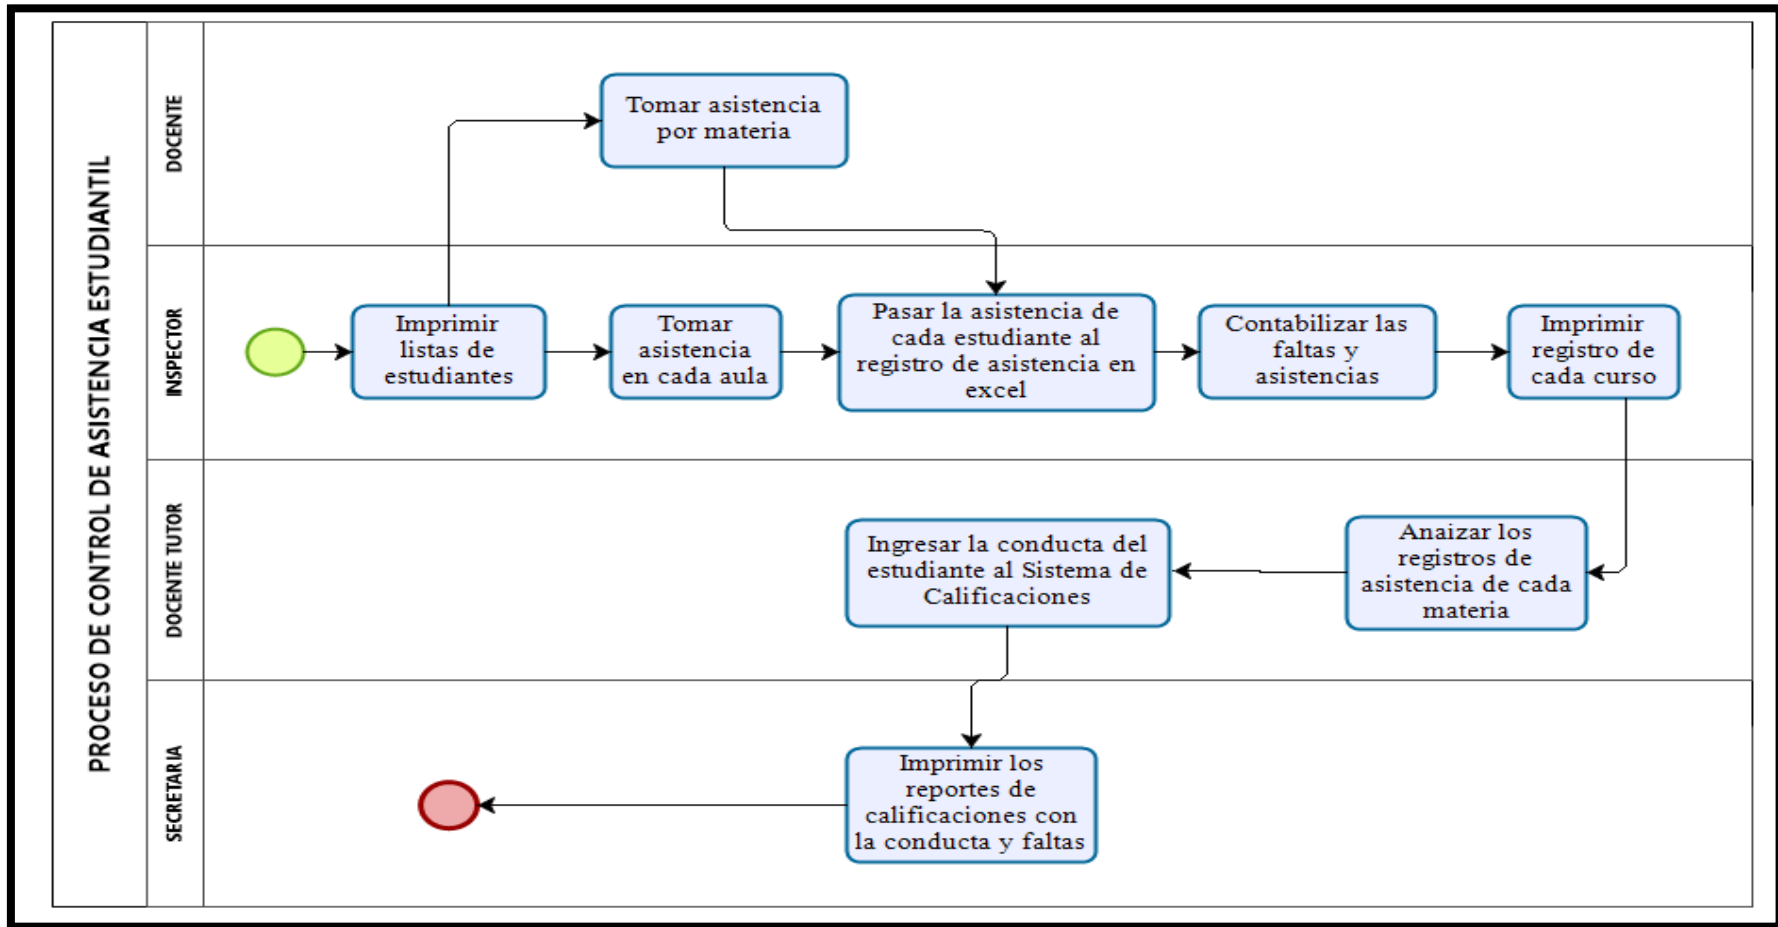 PROCESO DE CONTROL DE ASISTENCIA ESTUDIANTIL
DOCENTE
Tomar asistencia
por materia
INSPECTOR
Imprimir
listas de
estudiantes
Tomar
asistencia
en cada aula
Pasar la asistencia de
cada estudiante al
registro de asistencia en
excel
Contabilizar las
faltas y
asistencias
Imprimir
registro de
cada curso
DOCENTE TUTOR
Ingresar la conducta del
estudiante al Sistema de
Calificaciones
Anaizar los
registros de
asistencia de cada
materia
SECRETARIA
Imprimir los
reportes de
calificaciones con
la conducta y faltas